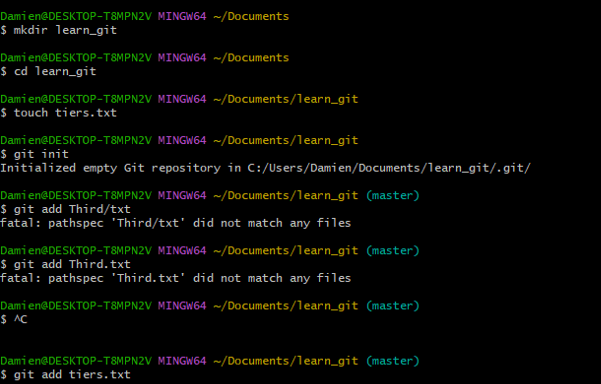 Damien@DESKTOP-T8MPN2V MINGW64 ~/Documents
$ mkdir learn_git
Damien@DESKTOP-T8MPN2V MINGW64 ~/Documents
$ cd learn_git
Damien@DESKTOP-T8MPN2V MINGW64 ~/Documents/learn_git
$ touch tiers.txt
Damien@DESKTOP-T8MPN2V MINGW64 ~/Documents/learn_git
$ git init
Initialized empty Git repository in C:/Users/Damien/Documents/learn_git/.git/
Damien@DESKTOP-T8MPN2V MINGW64 ~/Documents/learn_git (master)
$ git add Third/txt
fatal: pathspec 'Third/txt' did not match any files
Damien@DESKTOP-T8MPN2V MINGW64 ~/Documents/learn_git (master)
$ git add Third.txt
fatal: pathspec 'Third.txt' did not match any files
Damien@DESKTOP-T8MPN2V MINGW64 ~/Documents/learn_git (master)
$ ^C
Damien@DESKTOP-T8MPN2V MINGW64 ~/Documents/learn_git (master)
$ git add tiers.txt